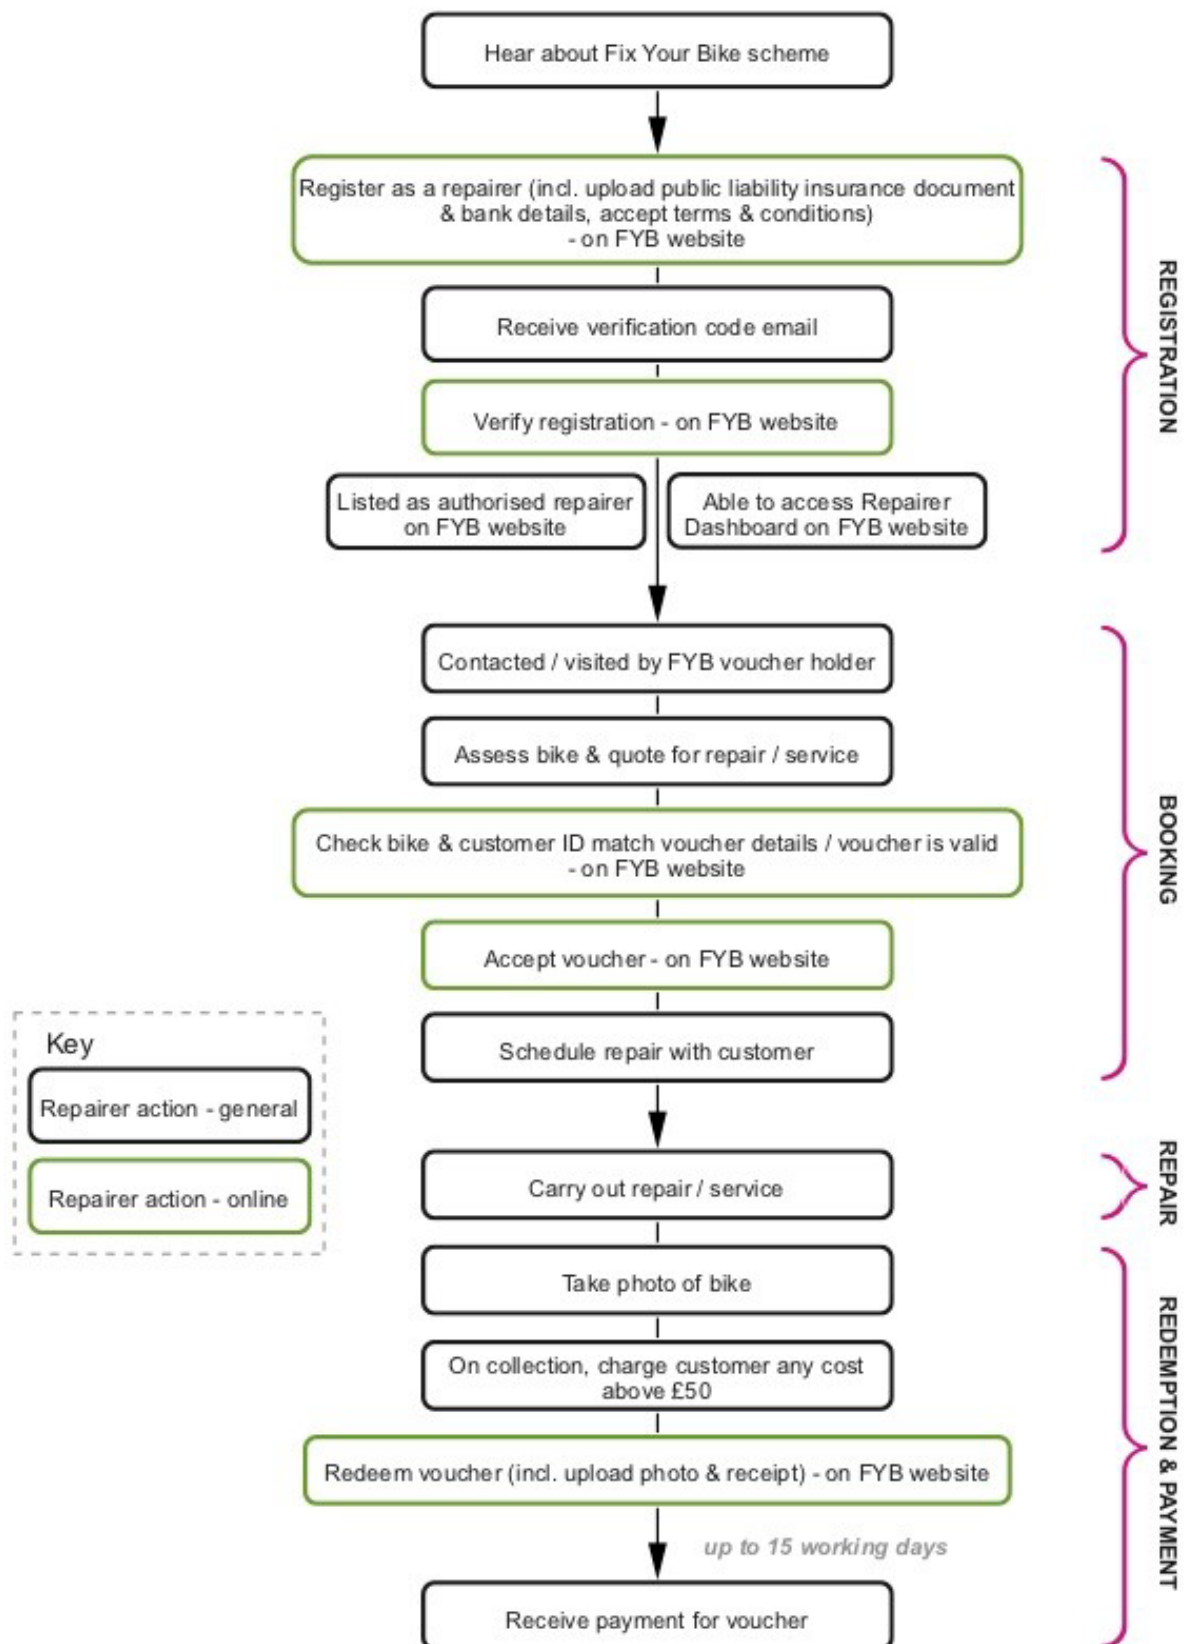 Hear about Fix Your Bike scheme
Register as a repairer (incl. upload public liability insurance document
& bank details, accept terms & conditions)
- on FYB website
Receive verification code email
Verify registration - on FYB website
Listed as authorised repairer
on FYB website
Able to access Repairer
Dashboard on FYB website
REGISTRATION
Contacted / visited by FYB voucher holder
Assess bike & quote for repair / service
Check bike & customer ID match voucher details / voucher is valid
- on FYB website
Accept voucher - on FYB website
Schedule repair with customer
BOOKING
Key
Repairer action - general
Repairer action - online
Carry out repair / service
REPAIR
Take photo of bike
On collection, charge customer any cost
above £50
Redeem voucher (incl. upload photo & receipt) - on FYB website
up to 15 working days
Receive payment for voucher
REDEMPTION & PAYMENT